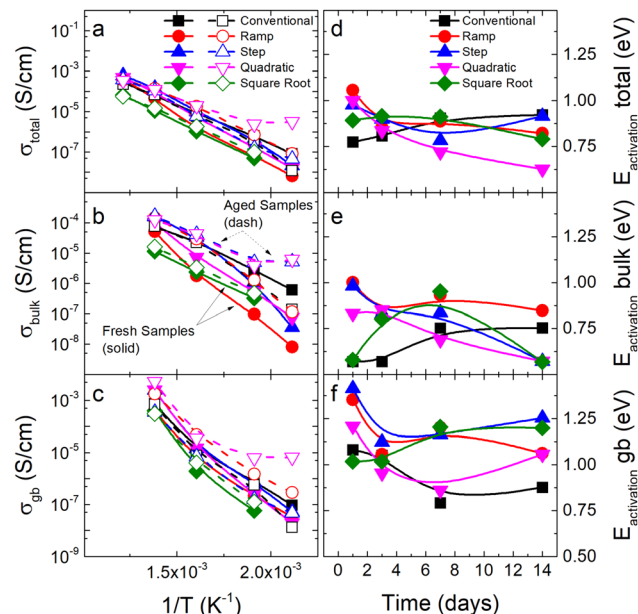 a
Conventional
Ramp
Step
Quadratic
Square Root
10⁻¹
10⁻³
10⁻⁵
10⁻⁷
σtotal (S/cm)
b
Aged Samples
(dash)
Fresh Samples
(solid)
10⁻⁴
10⁻⁵
10⁻⁶
10⁻⁷
10⁻⁸
σbulk (S/cm)
c
10⁻³
10⁻⁵
10⁻⁷
10⁻⁹
σgb (S/cm)
1.5x10⁻³ 2.0x10⁻³
1/T (K⁻¹)
d
Conventional
Ramp
Step
Quadratic
Square Root
1.25
1.00
0.75
Eactivation total (eV)
e
1.25
1.00
0.75
Eactivation bulk (eV)
f
1.25
1.00
0.75
0.50
Eactivation gb (eV)
0 2 4 6 8 10 12 14
Time (days)